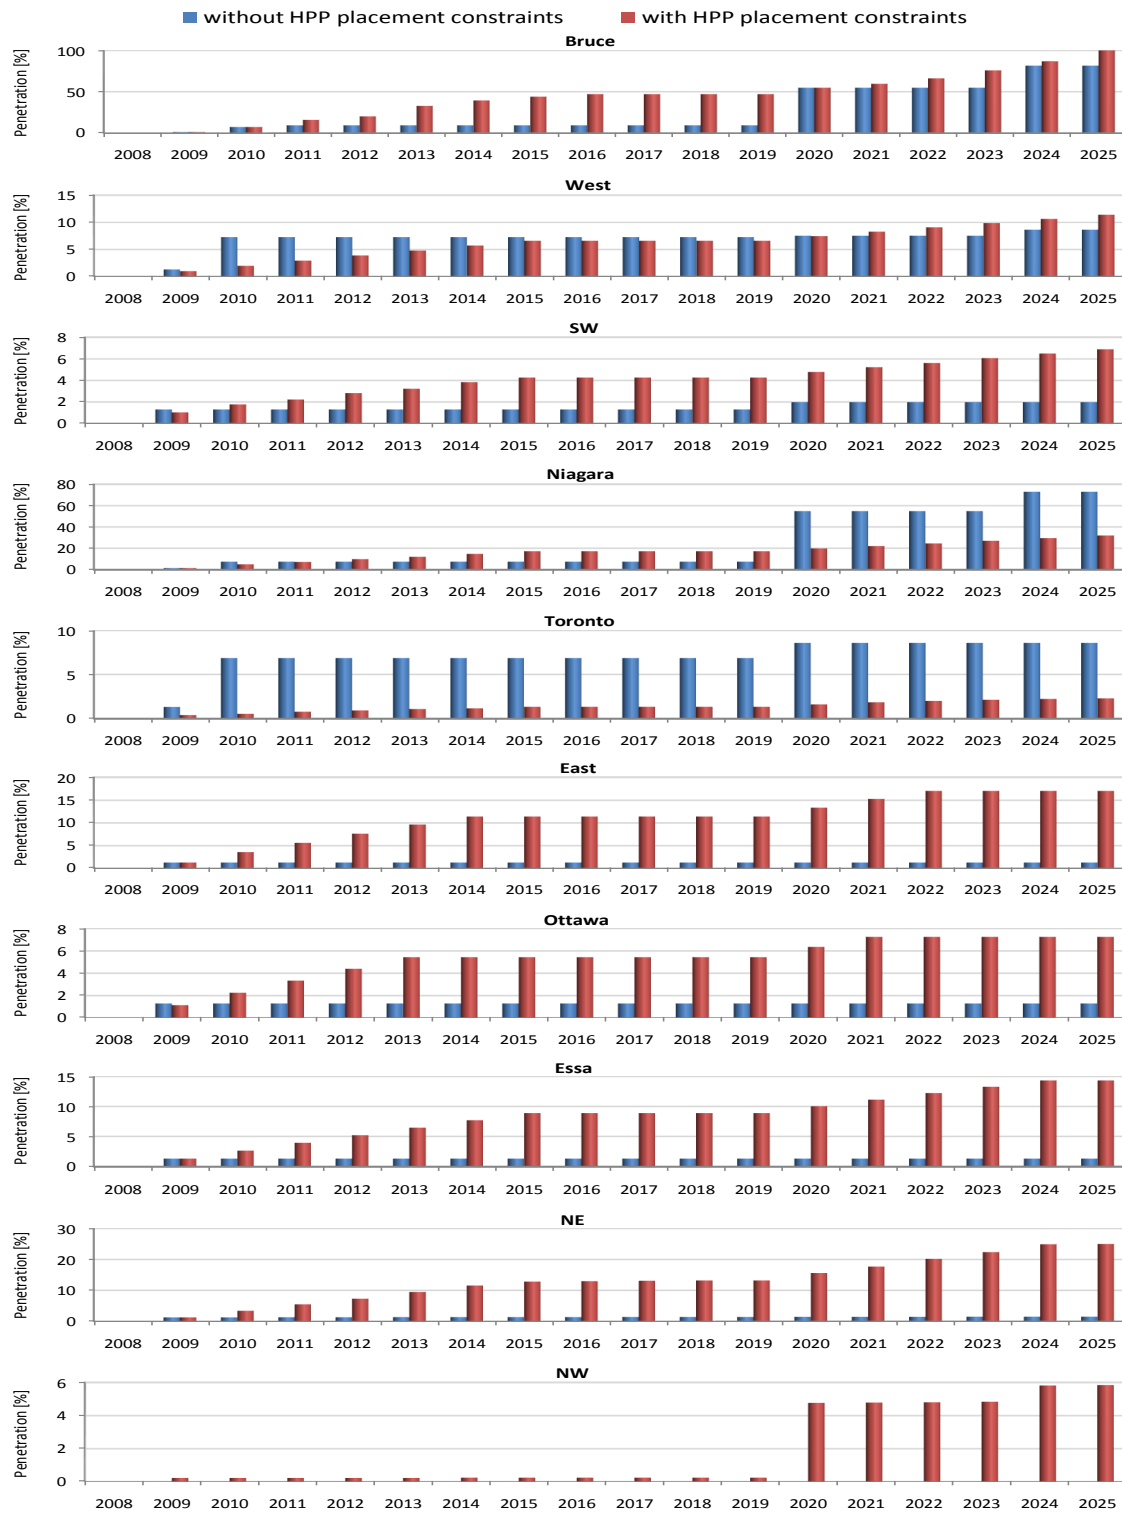 without HPP placement constraints with HPP placement constraints
Bruce
Penetration [%]
100
50
0
2008 2009 2010 2011 2012 2013 2014 2015 2016 2017 2018 2019 2020 2021 2022 2023 2024 2025
West
Penetration [%]
15
10
5
0
2008 2009 2010 2011 2012 2013 2014 2015 2016 2017 2018 2019 2020 2021 2022 2023 2024 2025
SW
Penetration [%]
8
6
4
2
0
2008 2009 2010 2011 2012 2013 2014 2015 2016 2017 2018 2019 2020 2021 2022 2023 2024 2025
Niagara
Penetration [%]
80
60
40
20
0
2008 2009 2010 2011 2012 2013 2014 2015 2016 2017 2018 2019 2020 2021 2022 2023 2024 2025
Toronto
Penetration [%]
10
5
0
2008 2009 2010 2011 2012 2013 2014 2015 2016 2017 2018 2019 2020 2021 2022 2023 2024 2025
East
Penetration [%]
20
15
10
5
0
2008 2009 2010 2011 2012 2013 2014 2015 2016 2017 2018 2019 2020 2021 2022 2023 2024 2025
Ottawa
Penetration [%]
8
6
4
2
0
2008 2009 2010 2011 2012 2013 2014 2015 2016 2017 2018 2019 2020 2021 2022 2023 2024 2025
Essa
Penetration [%]
15
10
5
0
2008 2009 2010 2011 2012 2013 2014 2015 2016 2017 2018 2019 2020 2021 2022 2023 2024 2025
NE
Penetration [%]
30
20
10
0
2008 2009 2010 2011 2012 2013 2014 2015 2016 2017 2018 2019 2020 2021 2022 2023 2024 2025
NW
Penetration [%]
6
4
2
0
2008 2009 2010 2011 2012 2013 2014 2015 2016 2017 2018 2019 2020 2021 2022 2023 2024 2025